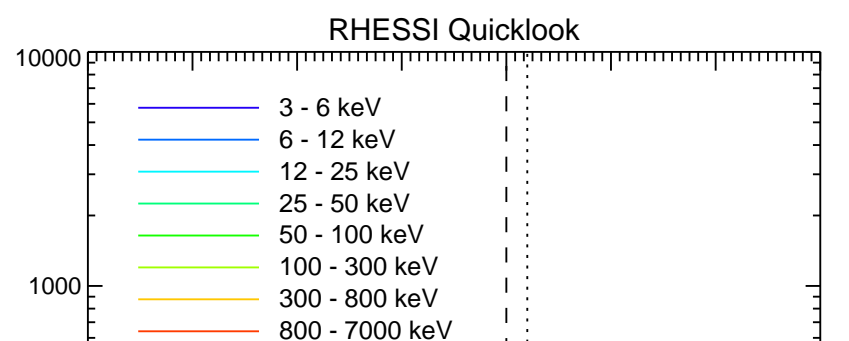 RHESSI Quicklook
10000
3 - 6 keV
6 - 12 keV
12 - 25 keV
25 - 50 keV
50 - 100 keV
100 - 300 keV
1000
300 - 800 keV
800 - 7000 keV